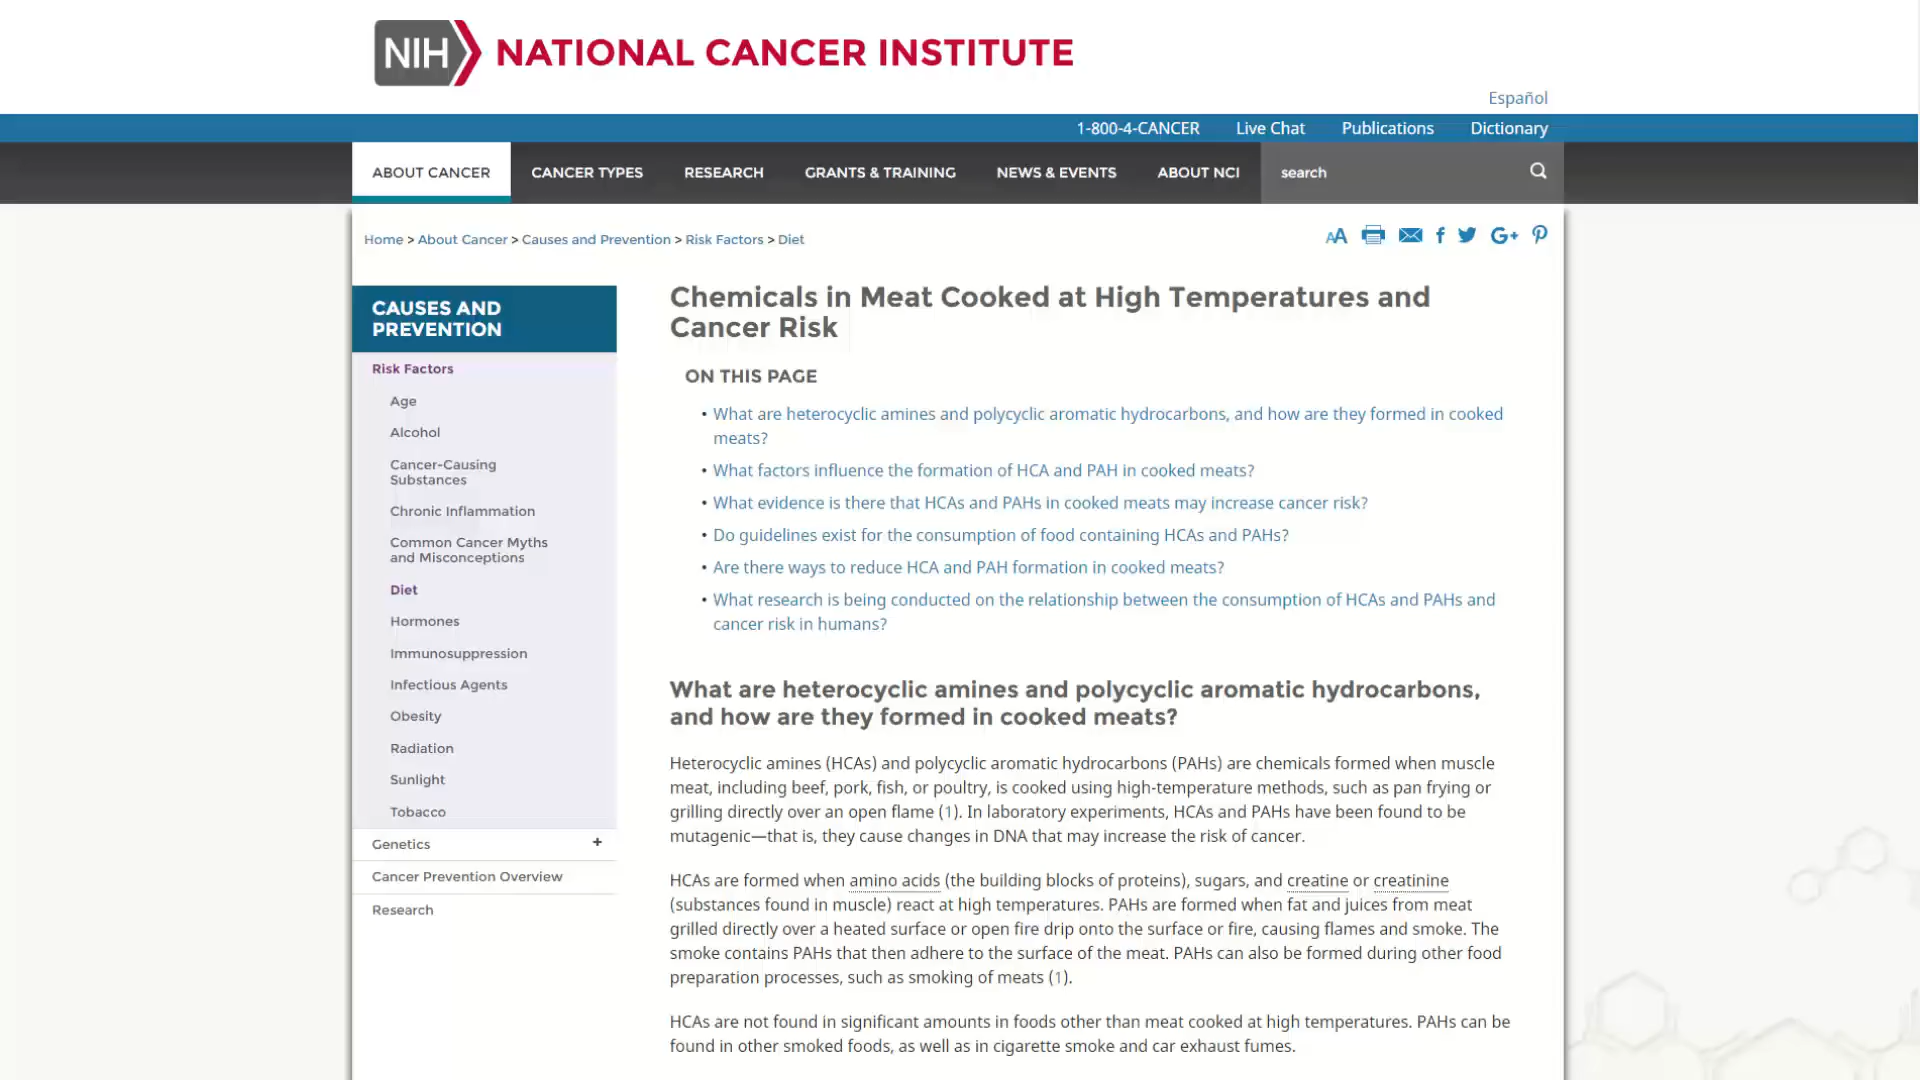 NIH NATIONAL CANCER INSTITUTE
Español
1-800-4-CANCER Live Chat Publications Dictionary
ABOUT CANCER CANCER TYPES RESEARCH GRANTS & TRAINING NEWS & EVENTS ABOUT NCI search
Home > About Cancer > Causes and Prevention > Risk Factors > Diet
AA f G+
CAUSES AND
PREVENTION
Risk Factors
Age
Alcohol
Cancer-Causing
Substances
Chronic Inflammation
Common Cancer Myths
and Misconceptions
Diet
Hormones
Immunosuppression
Infectious Agents
Obesity
Radiation
Sunlight
Tobacco
Genetics +
Cancer Prevention Overview
Research
Chemicals in Meat Cooked at High Temperatures and
Cancer Risk
ON THIS PAGE
• What are heterocyclic amines and polycyclic aromatic hydrocarbons, and how are they formed in cooked
meats?
• What factors influence the formation of HCA and PAH in cooked meats?
• What evidence is there that HCAs and PAHs in cooked meats may increase cancer risk?
• Do guidelines exist for the consumption of food containing HCAs and PAHs?
• Are there ways to reduce HCA and PAH formation in cooked meats?
• What research is being conducted on the relationship between the consumption of HCAs and PAHs and
cancer risk in humans?
What are heterocyclic amines and polycyclic aromatic hydrocarbons,
and how are they formed in cooked meats?
Heterocyclic amines (HCAs) and polycyclic aromatic hydrocarbons (PAHs) are chemicals formed when muscle
meat, including beef, pork, fish, or poultry, is cooked using high-temperature methods, such as pan frying or
grilling directly over an open flame (1). In laboratory experiments, HCAs and PAHs have been found to be
mutagenic—that is, they cause changes in DNA that may increase the risk of cancer.
HCAs are formed when amino acids (the building blocks of proteins), sugars, and creatine or creatinine
(substances found in muscle) react at high temperatures. PAHs are formed when fat and juices from meat
grilled directly over a heated surface or open fire drip onto the surface or fire, causing flames and smoke. The
smoke contains PAHs that then adhere to the surface of the meat. PAHs can also be formed during other food
preparation processes, such as smoking of meats (1).
HCAs are not found in significant amounts in foods other than meat cooked at high temperatures. PAHs can be
found in other smoked foods, as well as in cigarette smoke and car exhaust fumes.